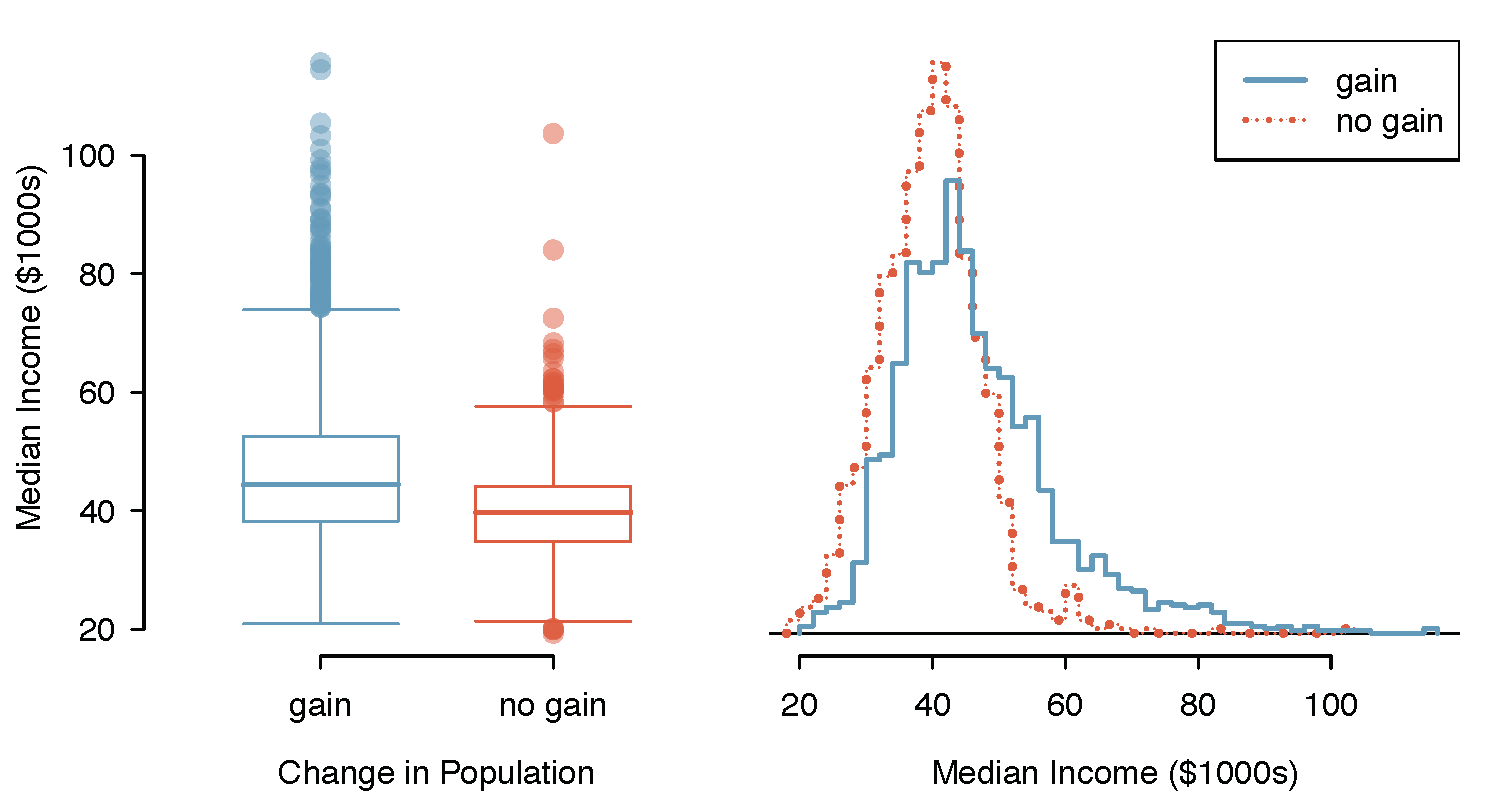 Median Income ($1000s)
100
80
60
40
20
gain no gain
Change in Population
gain
no gain
20 40 60 80 100
Median Income ($1000s)